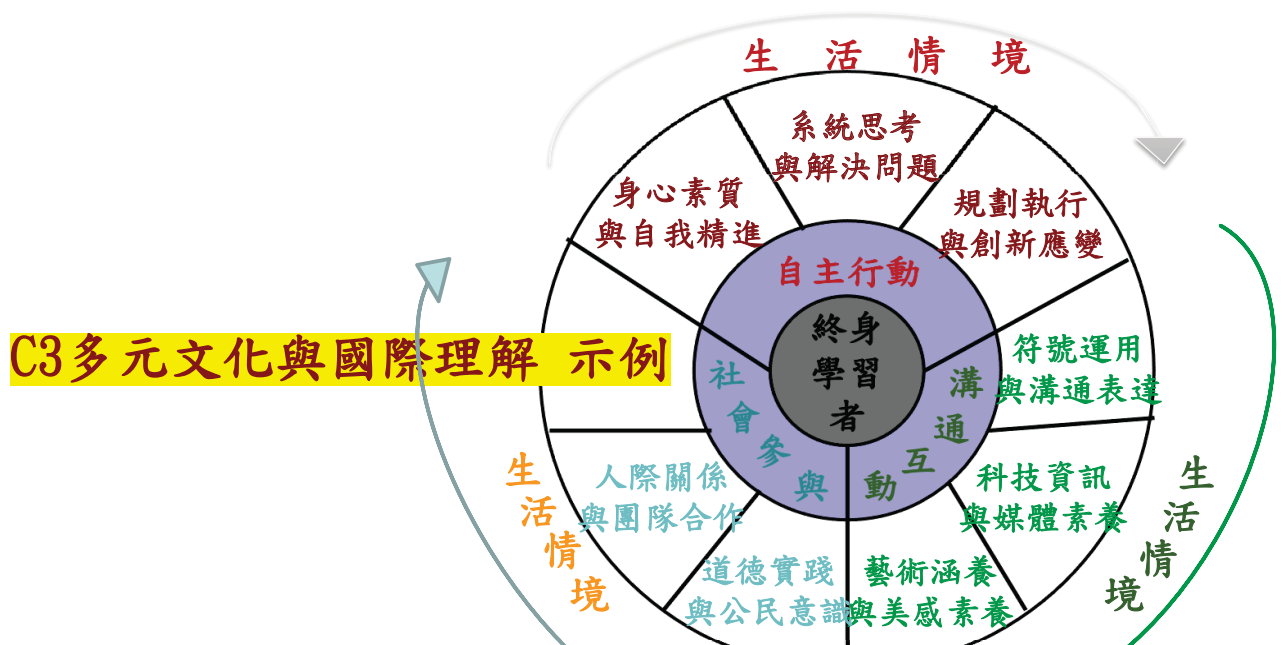 生活情境
系統思考
與解決問題
身心素質
與自我精進
規劃執行
與創新應變
自主行動
終身
學習
者
C3多元文化與國際理解 示例
符號運用
與溝通表達
社會參與
溝通互動
人際關係
與團隊合作
科技資訊
與媒體素養
道德實踐
與公民意識
藝術涵養
與美感素養
生活情境
生活情境